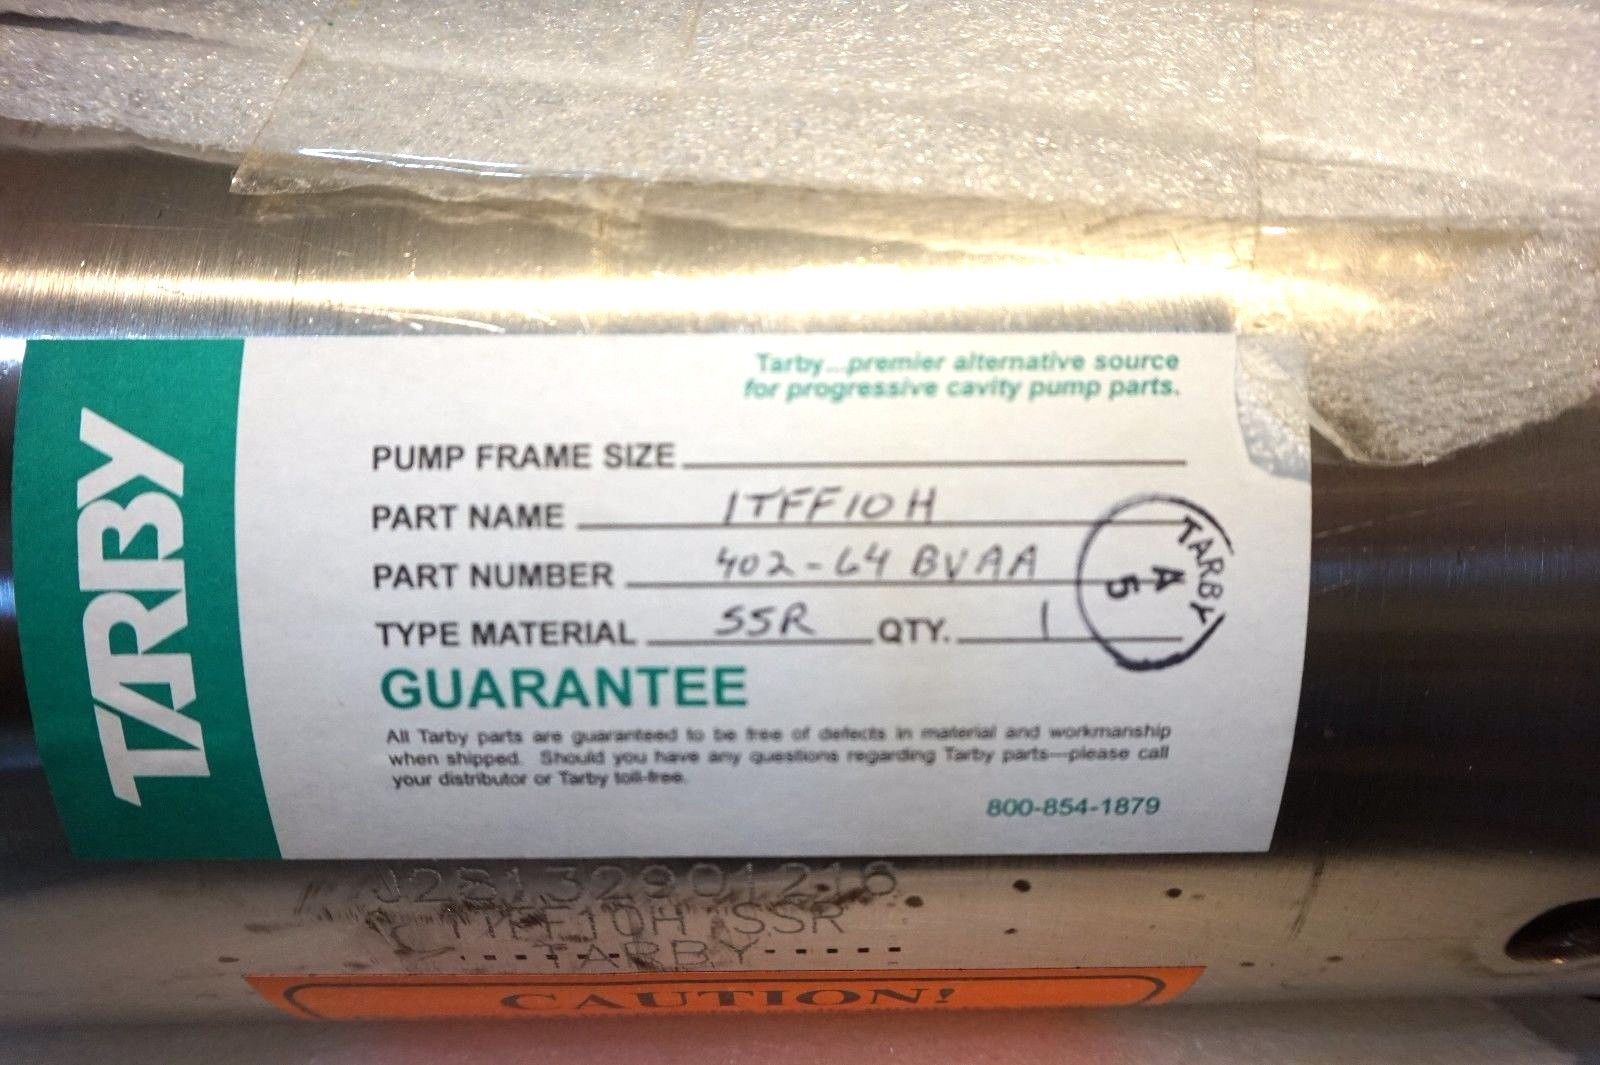 TARBY
Tarby...premier alternative source
for progressive cavity pump parts.
PUMP FRAME SIZE
PART NAME 1TFF10H
PART NUMBER 402-64 BVAA
TYPE MATERIAL SSR QTY. 1
TARBY
A
5
GUARANTEE
All Tarby parts are guaranteed to be free of defects in material and workmanship
when shipped. Should you have any questions regarding Tarby parts—please call
your distributor or Tarby toll-free.
800-854-1879
J28132901216
1TFF10H SSR
---TARBY------
CAUTION!